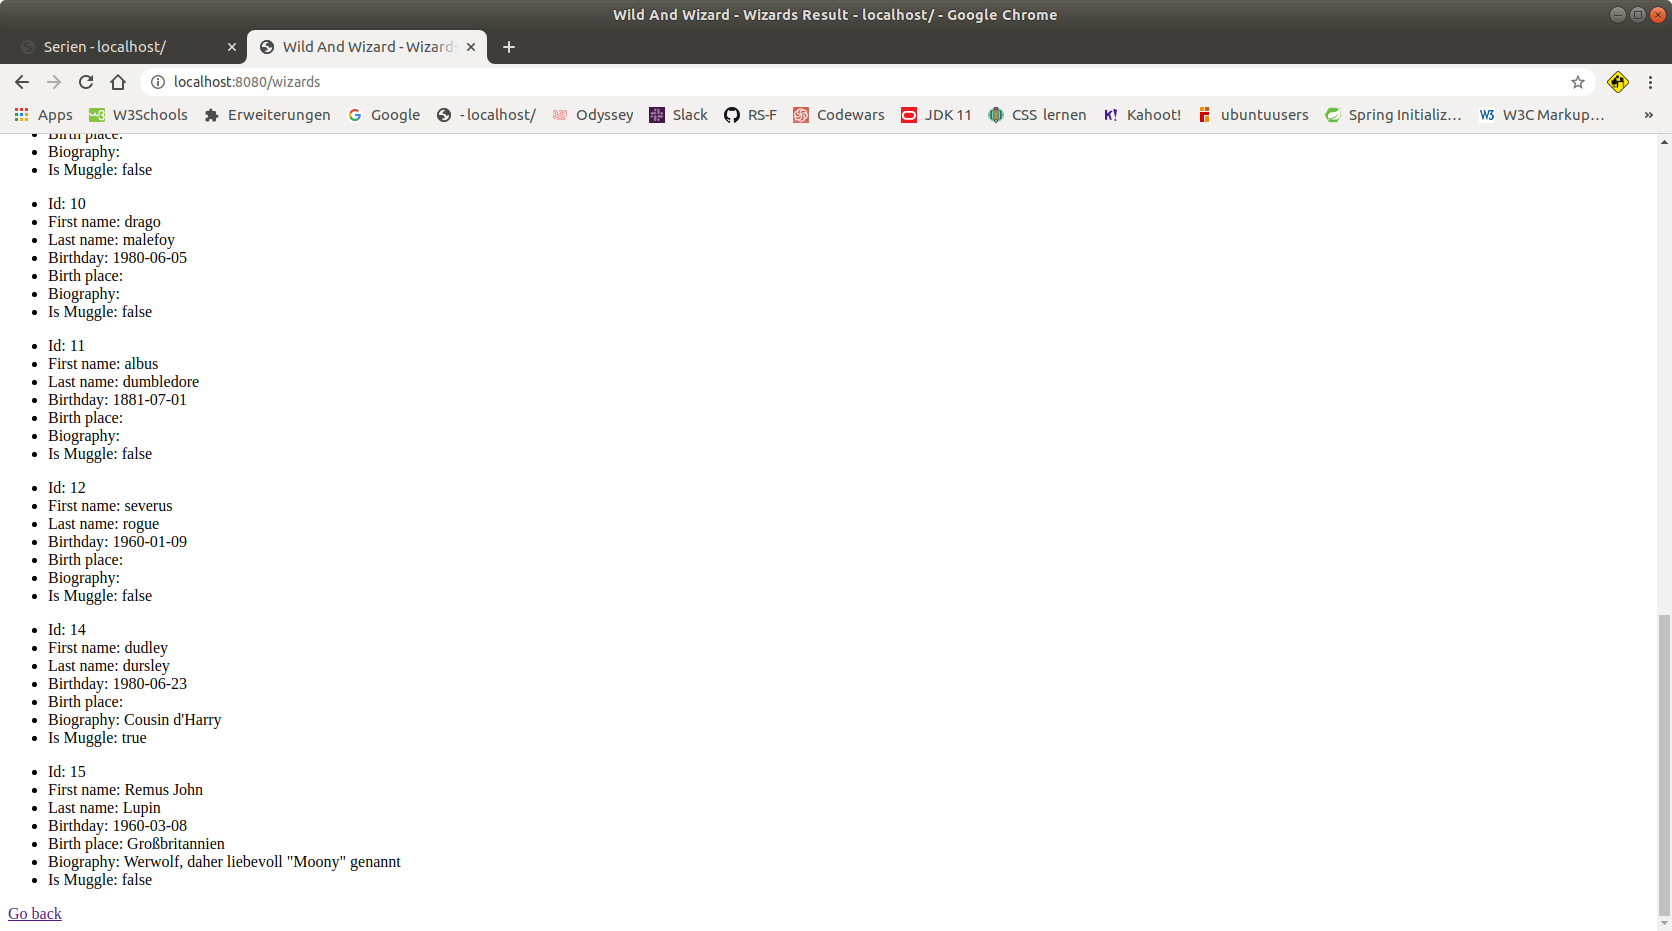 Wild And Wizard - Wizards Result - localhost/ - Google Chrome
Serien - localhost/
Wild And Wizard - Wizards
localhost:8080/wizards
Apps W3Schools Erweiterungen Google - localhost/ Odyssey Slack RS-F Codewars JDK 11 CSS lernen Kahoot! ubuntuusers Spring Initializ… W3C Markup… »
Birth place:
Biography:
Is Muggle: false
Id: 10
First name: drago
Last name: malefoy
Birthday: 1980-06-05
Birth place:
Biography:
Is Muggle: false
Id: 11
First name: albus
Last name: dumbledore
Birthday: 1881-07-01
Birth place:
Biography:
Is Muggle: false
Id: 12
First name: severus
Last name: rogue
Birthday: 1960-01-09
Birth place:
Biography:
Is Muggle: false
Id: 14
First name: dudley
Last name: dursley
Birthday: 1980-06-23
Birth place:
Biography: Cousin d'Harry
Is Muggle: true
Id: 15
First name: Remus John
Last name: Lupin
Birthday: 1960-03-08
Birth place: Großbritannien
Biography: Werwolf, daher liebevoll "Moony" genannt
Is Muggle: false
Go back